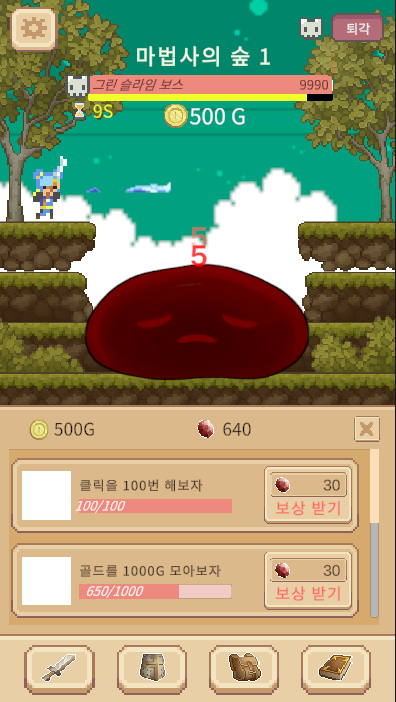 퇴각
마법사의 숲 1
그린 슬라임 보스 9990
9S
500 G
5
5
500G 640
클릭을 100번 해보자 30
100/100 보상 받기
골드를 1000G 모아보자 30
650/1000 보상 받기